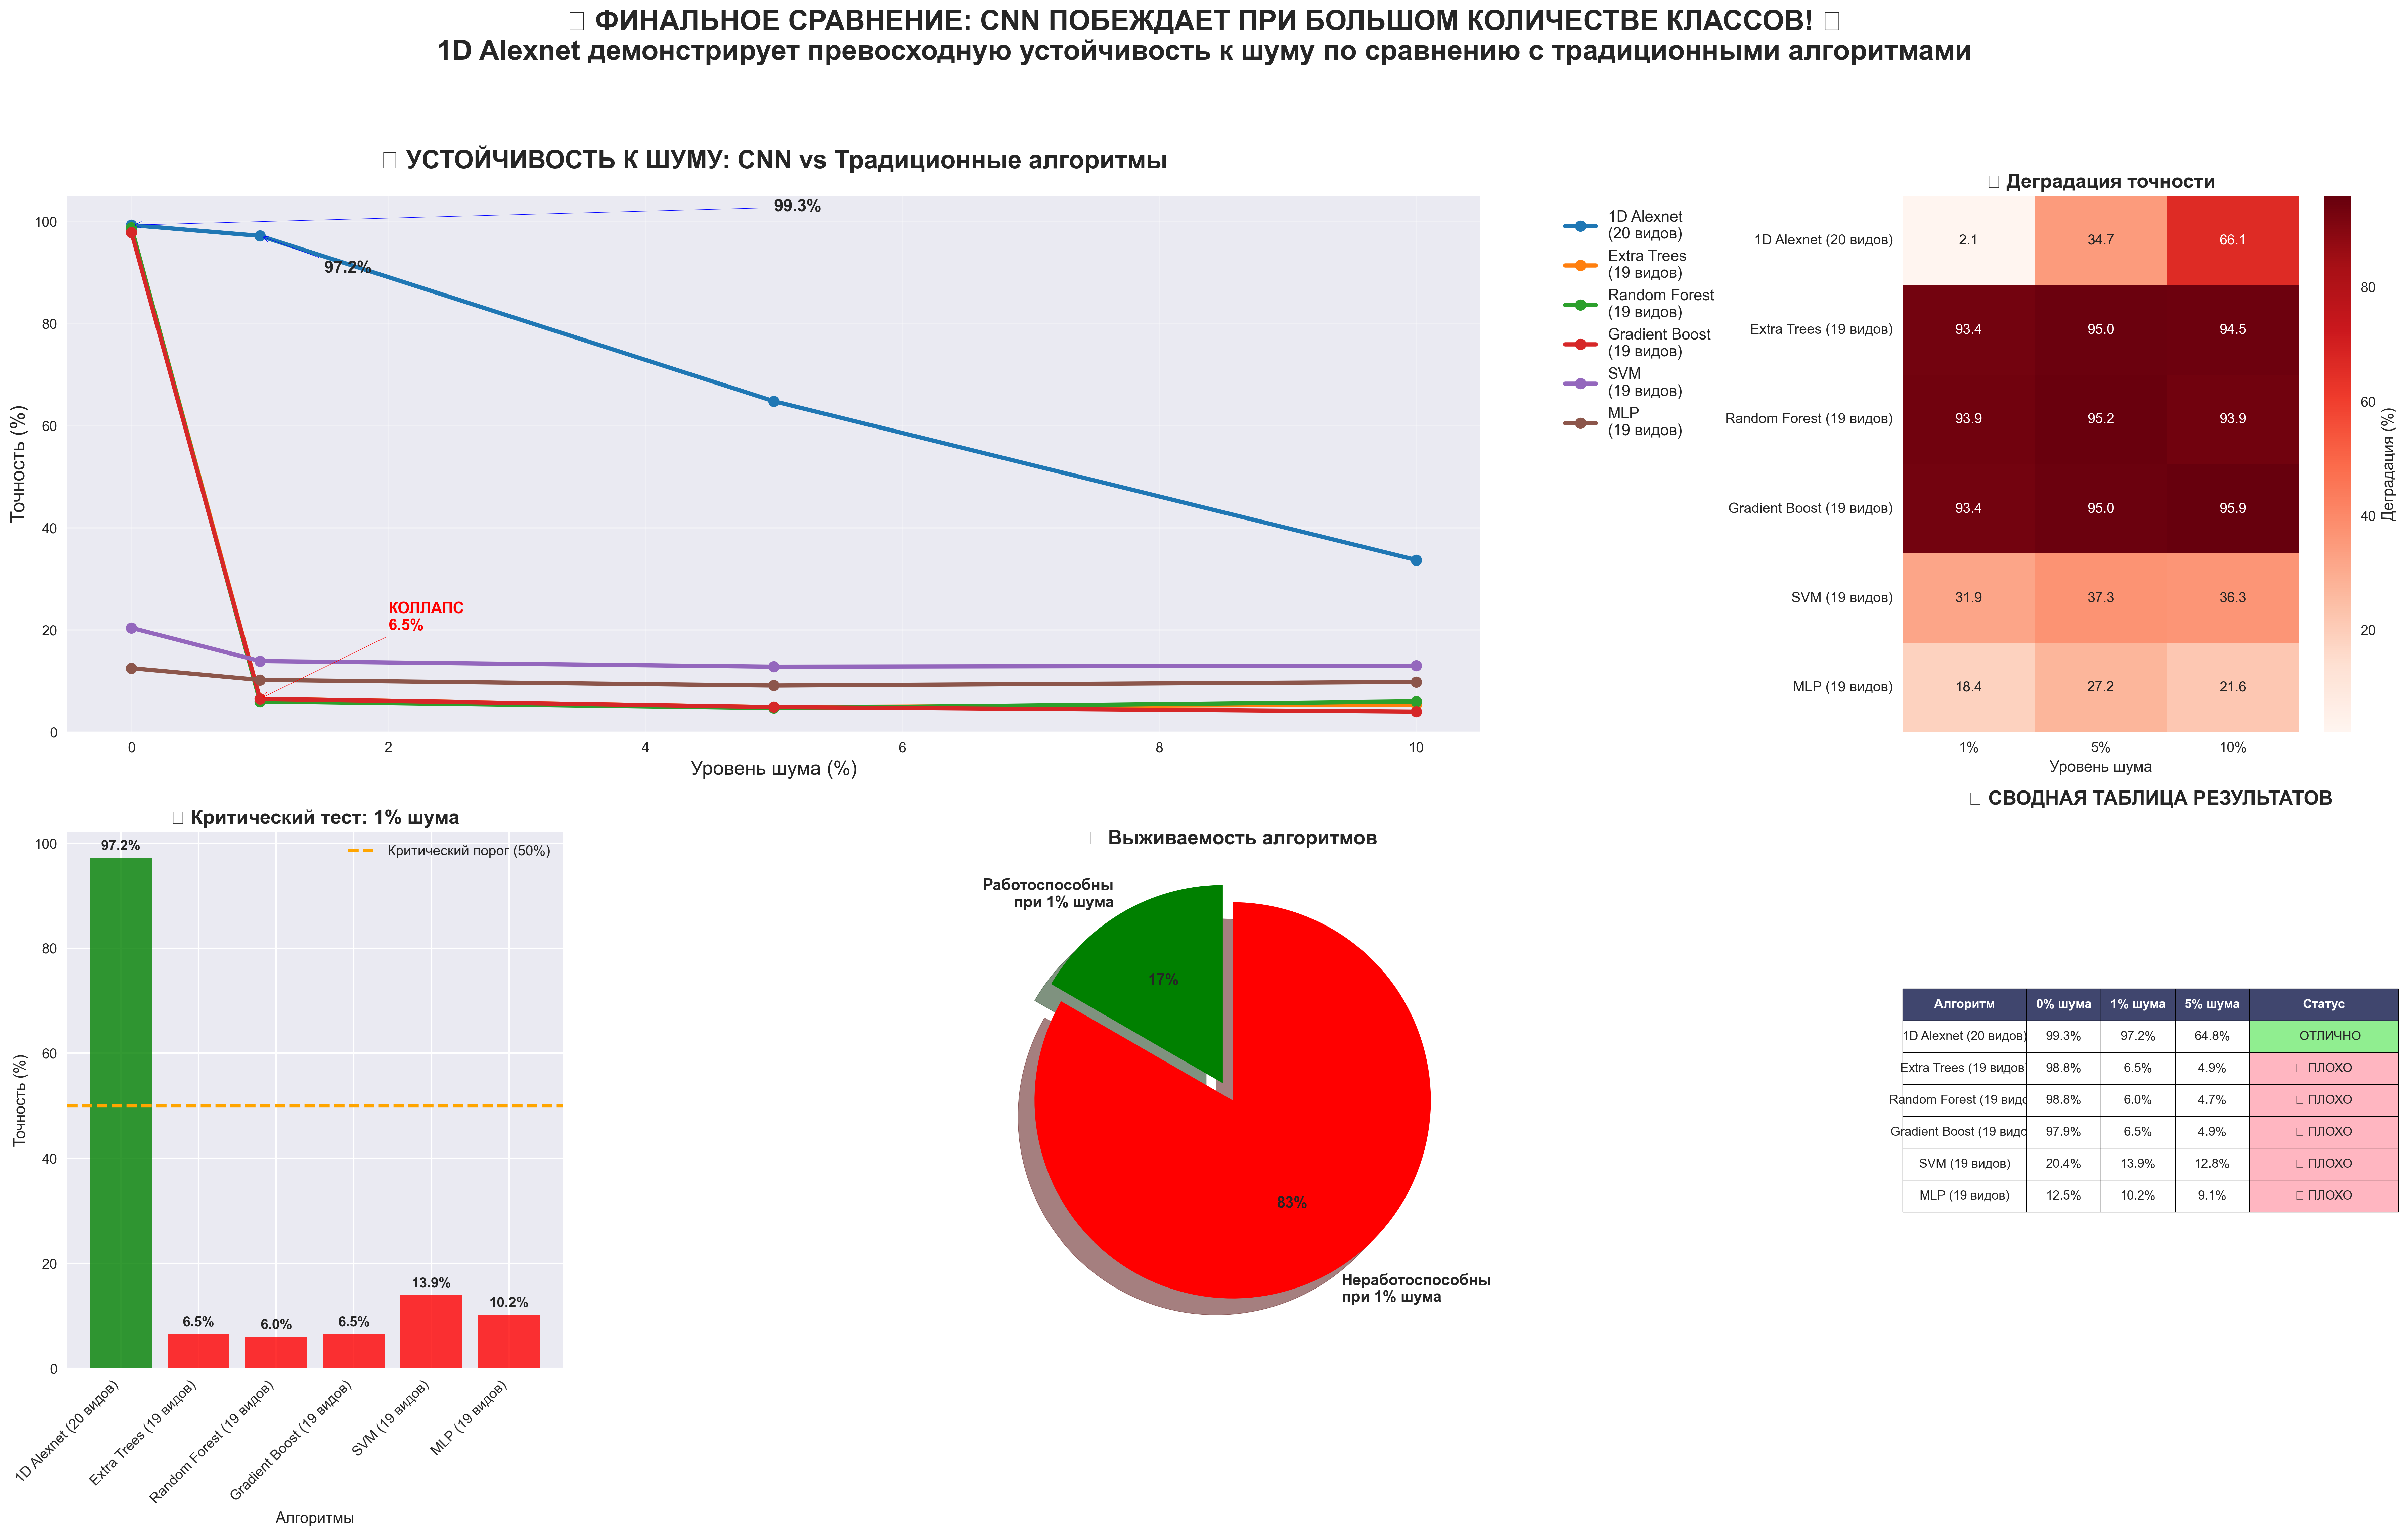 ФИНАЛЬНОЕ СРАВНЕНИЕ: CNN ПОБЕЖДАЕТ ПРИ БОЛЬШОМ КОЛИЧЕСТВЕ КЛАССОВ!
1D Alexnet демонстрирует превосходную устойчивость к шуму по сравнению с традиционными алгоритмами
УСТОЙЧИВОСТЬ К ШУМУ: CNN vs Традиционные алгоритмы
Точность (%)
100
80
60
40
20
0
99.3%
97.2%
КОЛЛАПС
6.5%
0 2 4 6 8 10
Уровень шума (%)
1D Alexnet
(20 видов)
Extra Trees
(19 видов)
Random Forest
(19 видов)
Gradient Boost
(19 видов)
SVM
(19 видов)
MLP
(19 видов)
Деградация точности
1D Alexnet (20 видов) 2.1 34.7 66.1
Extra Trees (19 видов) 93.4 95.0 94.5
Random Forest (19 видов) 93.9 95.2 93.9
Gradient Boost (19 видов) 93.4 95.0 95.9
SVM (19 видов) 31.9 37.3 36.3
MLP (19 видов) 18.4 27.2 21.6
1% 5% 10%
Уровень шума
80
60
40
20
Деградация (%)
Критический тест: 1% шума
Критический порог (50%)
Точность (%)
100
80
60
40
20
0
97.2%
6.5%
6.0%
6.5%
13.9%
10.2%
1D Alexnet (20 видов)
Extra Trees (19 видов)
Random Forest (19 видов)
Gradient Boost (19 видов)
SVM (19 видов)
MLP (19 видов)
Алгоритмы
Выживаемость алгоритмов
Работоспособны
при 1% шума
17%
83%
Неработоспособны
при 1% шума
СВОДНАЯ ТАБЛИЦА РЕЗУЛЬТАТОВ
Алгоритм 0% шума 1% шума 5% шума Статус
1D Alexnet (20 видов) 99.3% 97.2% 64.8% ОТЛИЧНО
Extra Trees (19 видов) 98.8% 6.5% 4.9% ПЛОХО
Random Forest (19 видо 98.8% 6.0% 4.7% ПЛОХО
Gradient Boost (19 видо 97.9% 6.5% 4.9% ПЛОХО
SVM (19 видов) 20.4% 13.9% 12.8% ПЛОХО
MLP (19 видов) 12.5% 10.2% 9.1% ПЛОХО